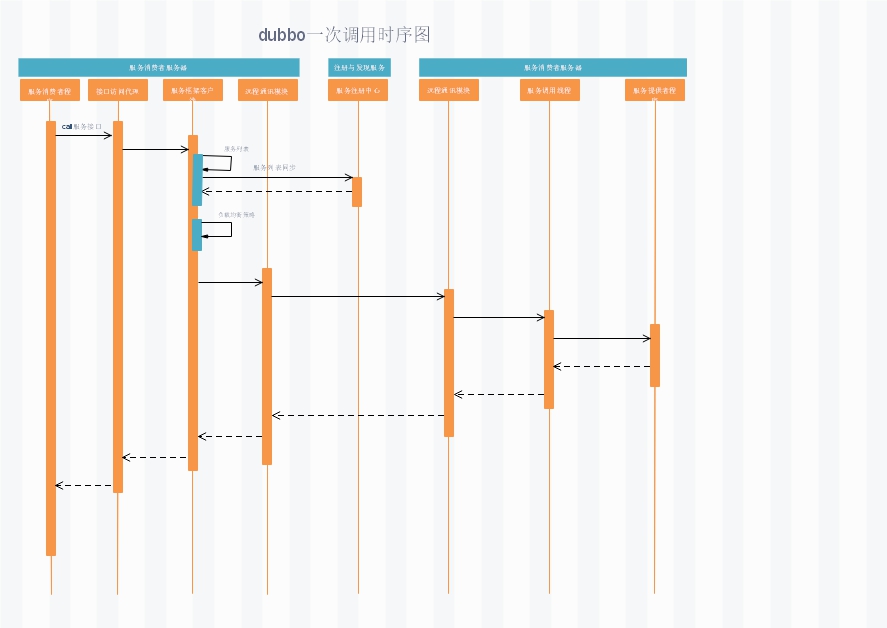 dubbo一次调用时序图
服务消费者服务器
注册与发现服务
服务消费者服务器
服务消费者程
接口访问代理
服务框架客户
远程通讯模块
服务注册中心
远程通讯模块
服务调用线程
服务提供者程
call服务接口
服务列表
服务列表同步
负载均衡策略